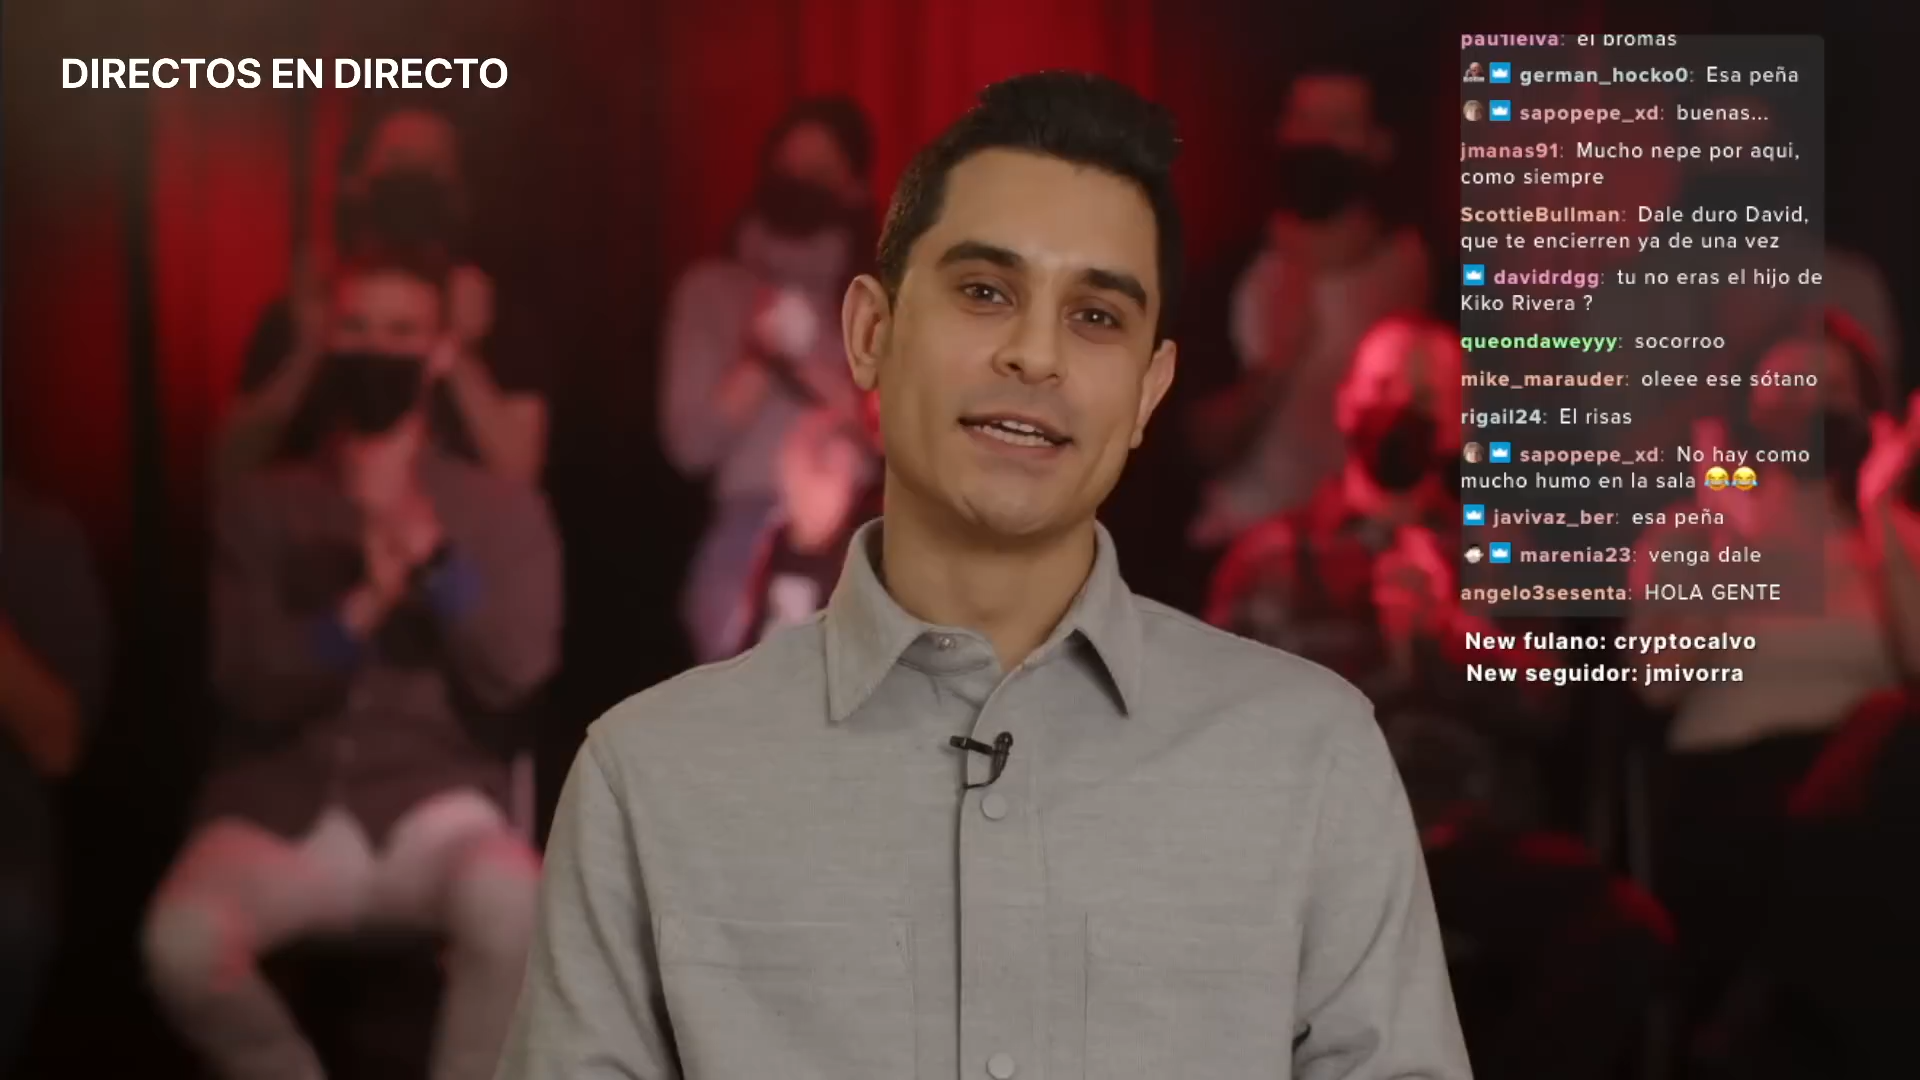 DIRECTOS EN DIRECTO
pau1leiva: el bromas
german_hocko0: Esa peña
sapopepe_xd: buenas...
jmanas91: Mucho nepe por aqui,
como siempre
ScottieBullman: Dale duro David,
que te encierren ya de una vez
davidrdgg: tu no eras el hijo de
Kiko Rivera ?
queondaweyyy: socorroo
mike_marauder: oleee ese sótano
rigail24: El risas
sapopepe_xd: No hay como
mucho humo en la sala 😂😂
javivaz_ber: esa peña
marenia23: venga dale
angelo3sesenta: HOLA GENTE
New fulano: cryptocalvo
New seguidor: jmivorra